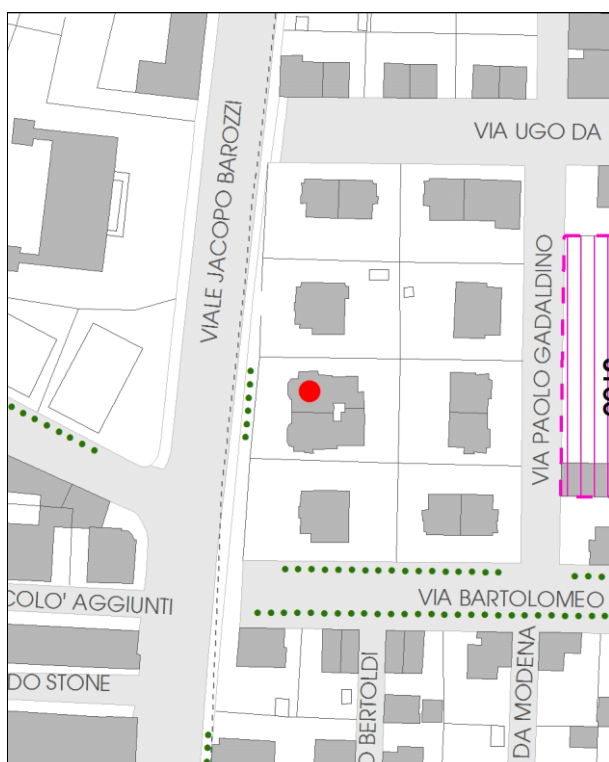 VIA UGO DA
VIALE JACOPO BAROZZI
VIA PAOLO GADALDINO
VIA BARTOLOMEO
COLO' AGGIUNTI
DO STONE
O BERTOLDI
DA MODENA